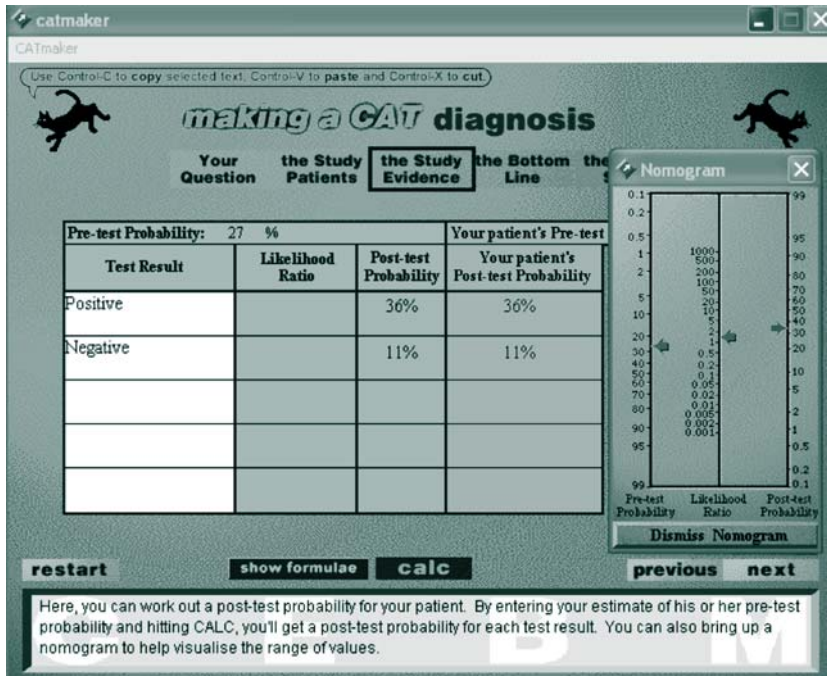 catmaker
CATmaker
Use Control-C to copy selected text, Control-V to paste and Control-X to cut.
making a CAT diagnosis
Your Question
the Study Patients
the Study Evidence
the Bottom Line
the
Pre-test Probability: 27 %
Your patient's Pre-test
Test Result
Likelihood Ratio
Post-test Probability
Your patient's Post-test Probability
Positive
36%
36%
Negative
11%
11%
Nomogram
0.1
0.2
0.5
1
2
5
10
20
30
40
50
60
70
80
90
95
99
1000
500
200
100
50
20
10
5
2
1
0.5
0.2
0.1
0.05
0.02
0.01
0.005
0.002
0.001
99
95
90
80
70
60
50
40
30
20
10
5
2
1
0.5
0.2
0.1
Pre-test Probability
Likelihood Ratio
Post-test Probability
Dismiss Nomogram
restart
show formulae
calc
previous
next
Here, you can work out a post-test probability for your patient. By entering your estimate of his or her pre-test
probability and hitting CALC, you'll get a post-test probability for each test result. You can also bring up a
nomogram to help visualise the range of values.
C E B M